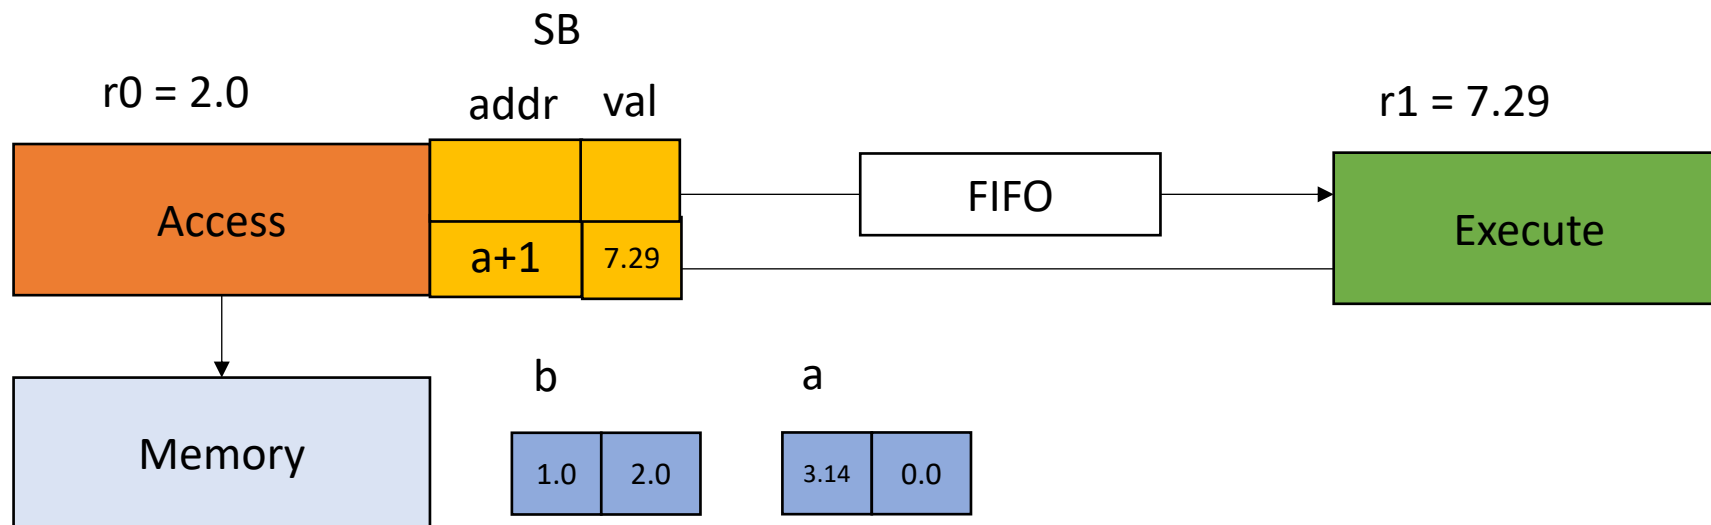 SB
r0 = 2.0
addr val
r1 = 7.29
Access
FIFO
Execute
a+1 7.29
b a
Memory
1.0 2.0 3.14 0.0